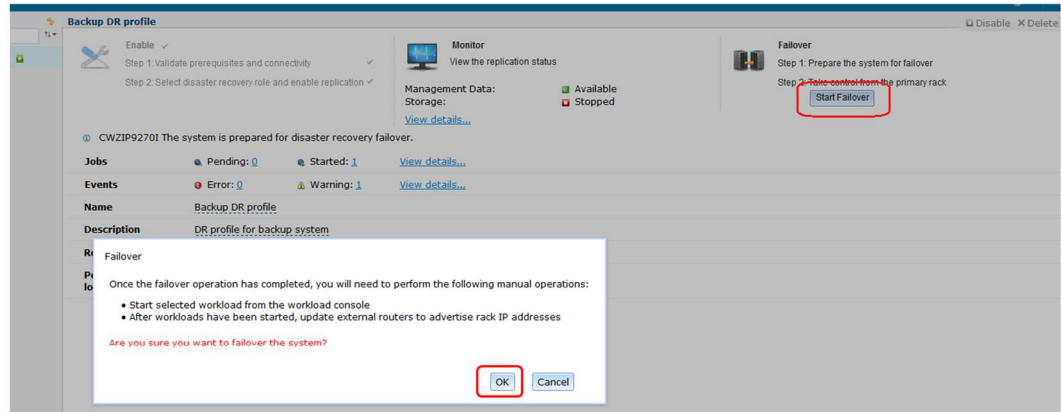 Backup DR profile
Disable
Delete
Enable
Step 1: Validate prerequisites and connectivity
Step 2: Select disaster recovery role and enable replication
Monitor
View the replication status
Management Data: Available
Storage: Stopped
View details...
Failover
Step 1: Prepare the system for failover
Step 2: Take control from the primary rack
Start Failover
CWZIP9270I The system is prepared for disaster recovery failover.
Jobs Pending: 0 Started: 1 View details...
Events Error: 0 Warning: 1 View details...
Name Backup DR profile
Description DR profile for backup system
Failover
Once the failover operation has completed, you will need to perform the following manual operations:
• Start selected workload from the workload console
• After workloads have been started, update external routers to advertise rack IP addresses
Are you sure you want to failover the system?
OK Cancel